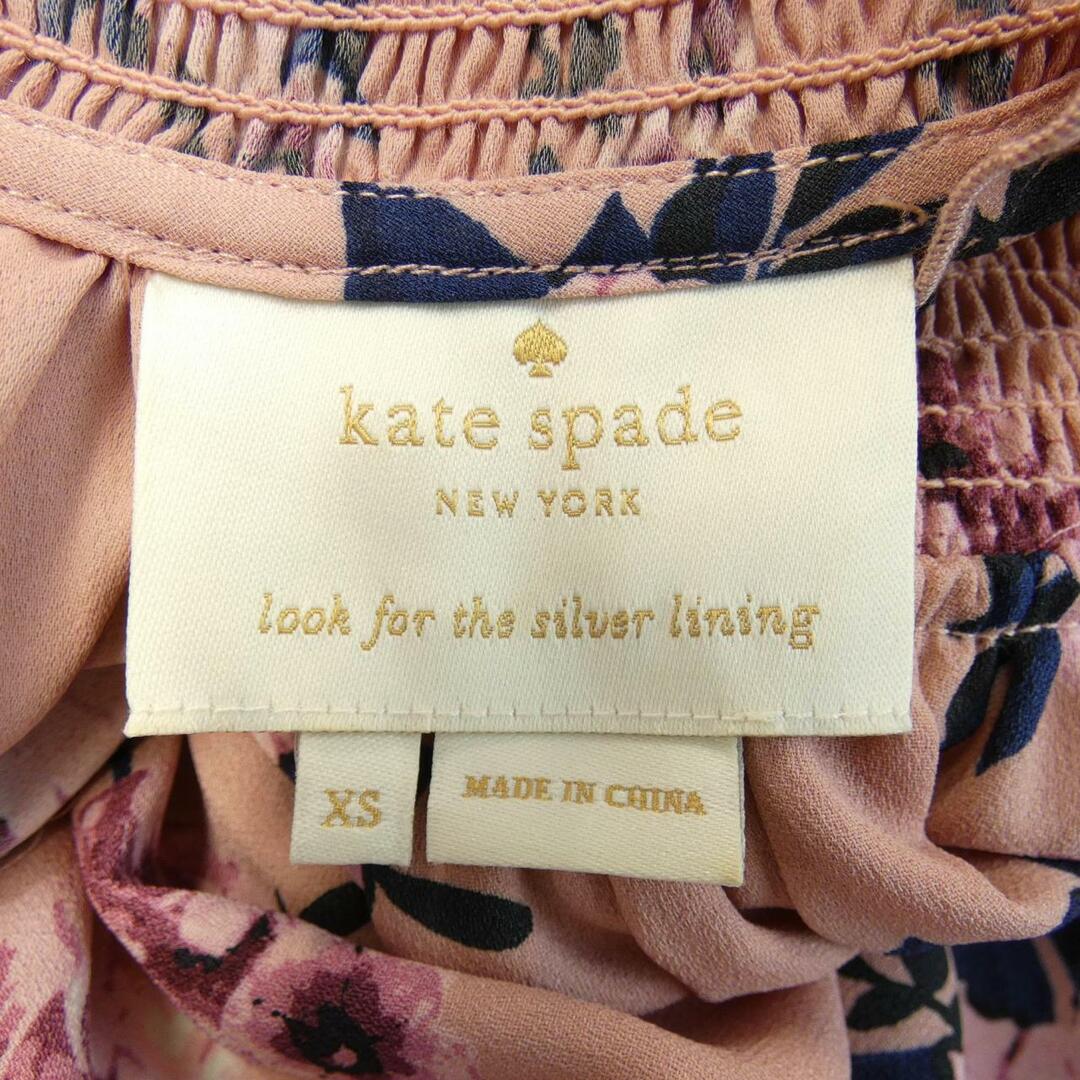 kate spade
NEW YORK
look for the silver lining
XS
MADE IN CHINA